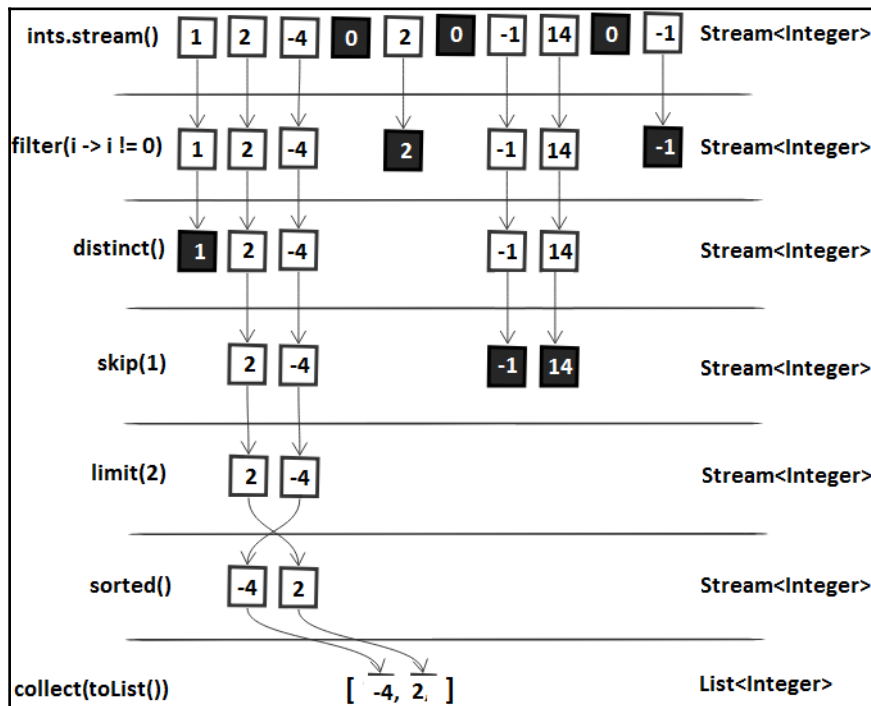 ints.stream() 1 2 -4 0 2 0 -1 14 0 -1 Stream<Integer>
filter(i -> i != 0) 1 2 -4 2 -1 14 -1 Stream<Integer>
distinct() 1 2 -4 -1 14 Stream<Integer>
skip(1) 2 -4 -1 14 Stream<Integer>
limit(2) 2 -4 Stream<Integer>
sorted() -4 2 Stream<Integer>
collect(toList()) [ -4, 2, ] List<Integer>